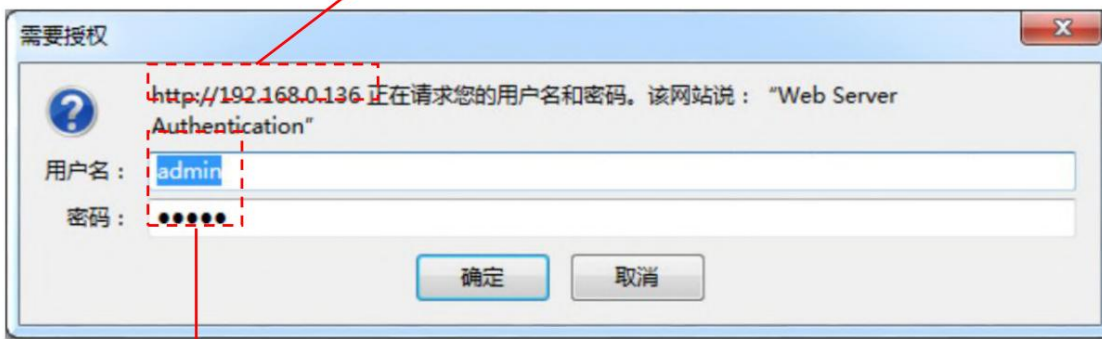 需要授权
http://192.168.0.136 正在请求您的用户名和密码。该网站说： “Web Server
Authentication”
用户名： admin
密码： •••••
确定 取消